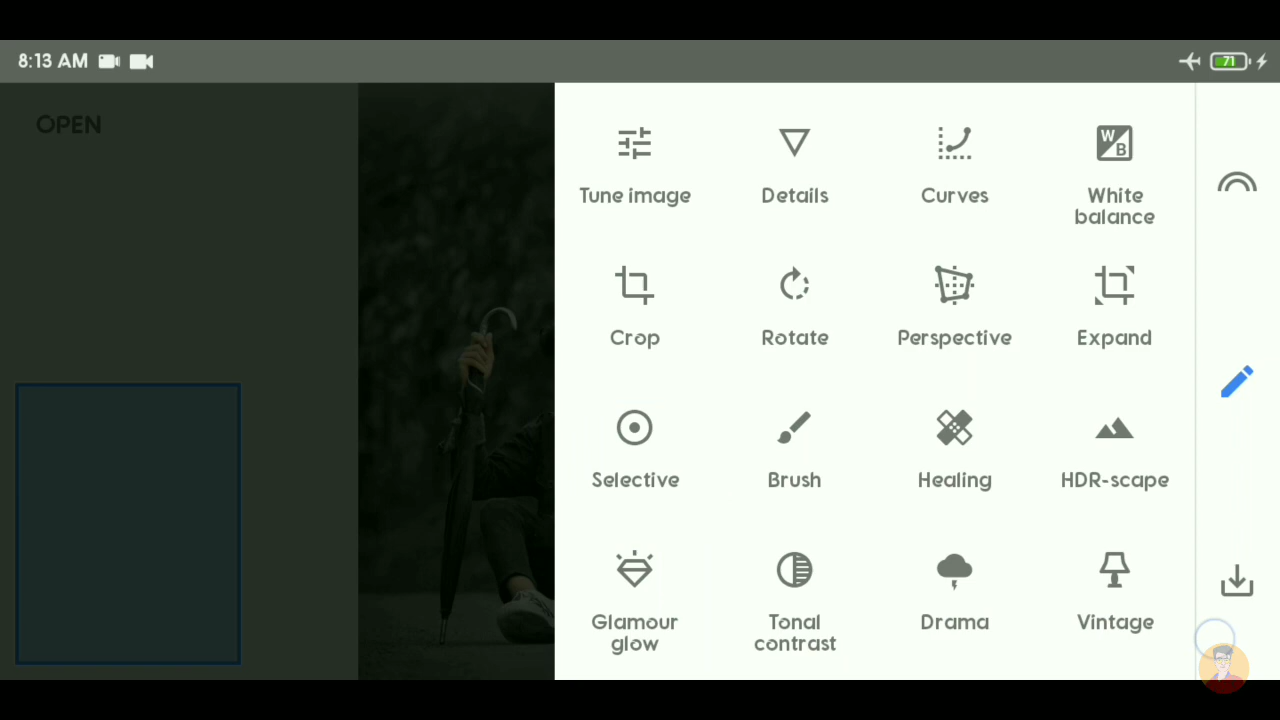 8:13 AM
71
OPEN
Tune image
Details
Curves
White
balance
W
B
Crop
Rotate
Perspective
Expand
Selective
Brush
Healing
HDR-scape
Glamour
glow
Tonal
contrast
Drama
Vintage